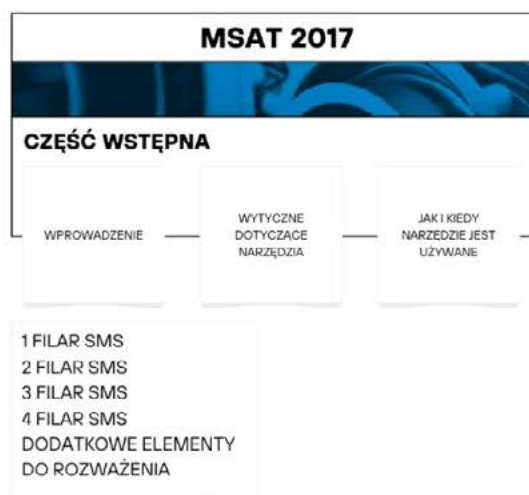 MSAT 2017
CZĘŚĆ WSTĘPNA
WPROWADZENIE
WYTYCZNE
DOTYCZĄCE
NARZĘDZIA
JAK I KIEDY
NARZĘDZIE JEST
UŻYWANE
1 FILAR SMS
2 FILAR SMS
3 FILAR SMS
4 FILAR SMS
DODATKOWE ELEMENTY
DO ROZWAŻENIA